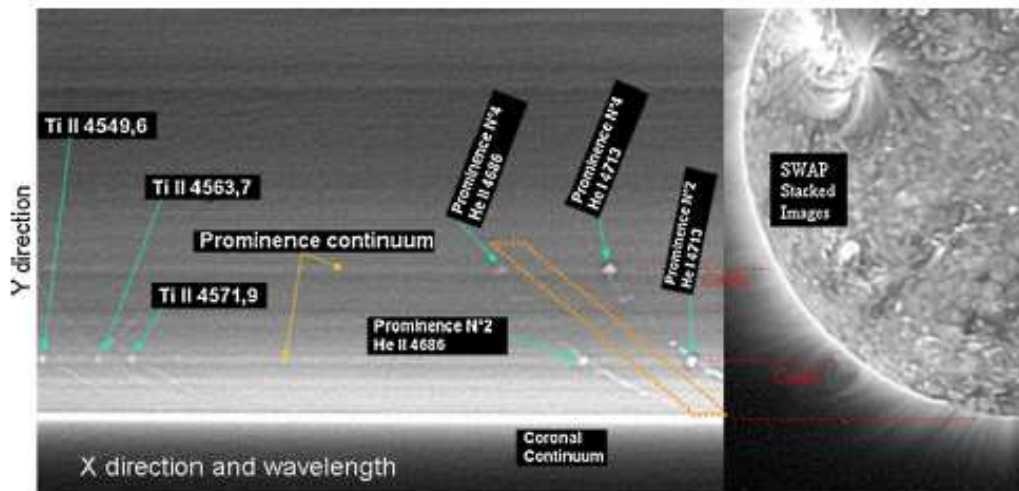 Ti II 4549,6
Ti II 4563,7
Prominence continuum
Ti II 4571,9
Prominence N°4
He II 4686
Prominence N°4
He I 4713
Prominence N°2
He I 4713
Prominence N°2
He II 4686
SWAP
Stacked
Images
Y direction
Coronal
Continuum
X direction and wavelength